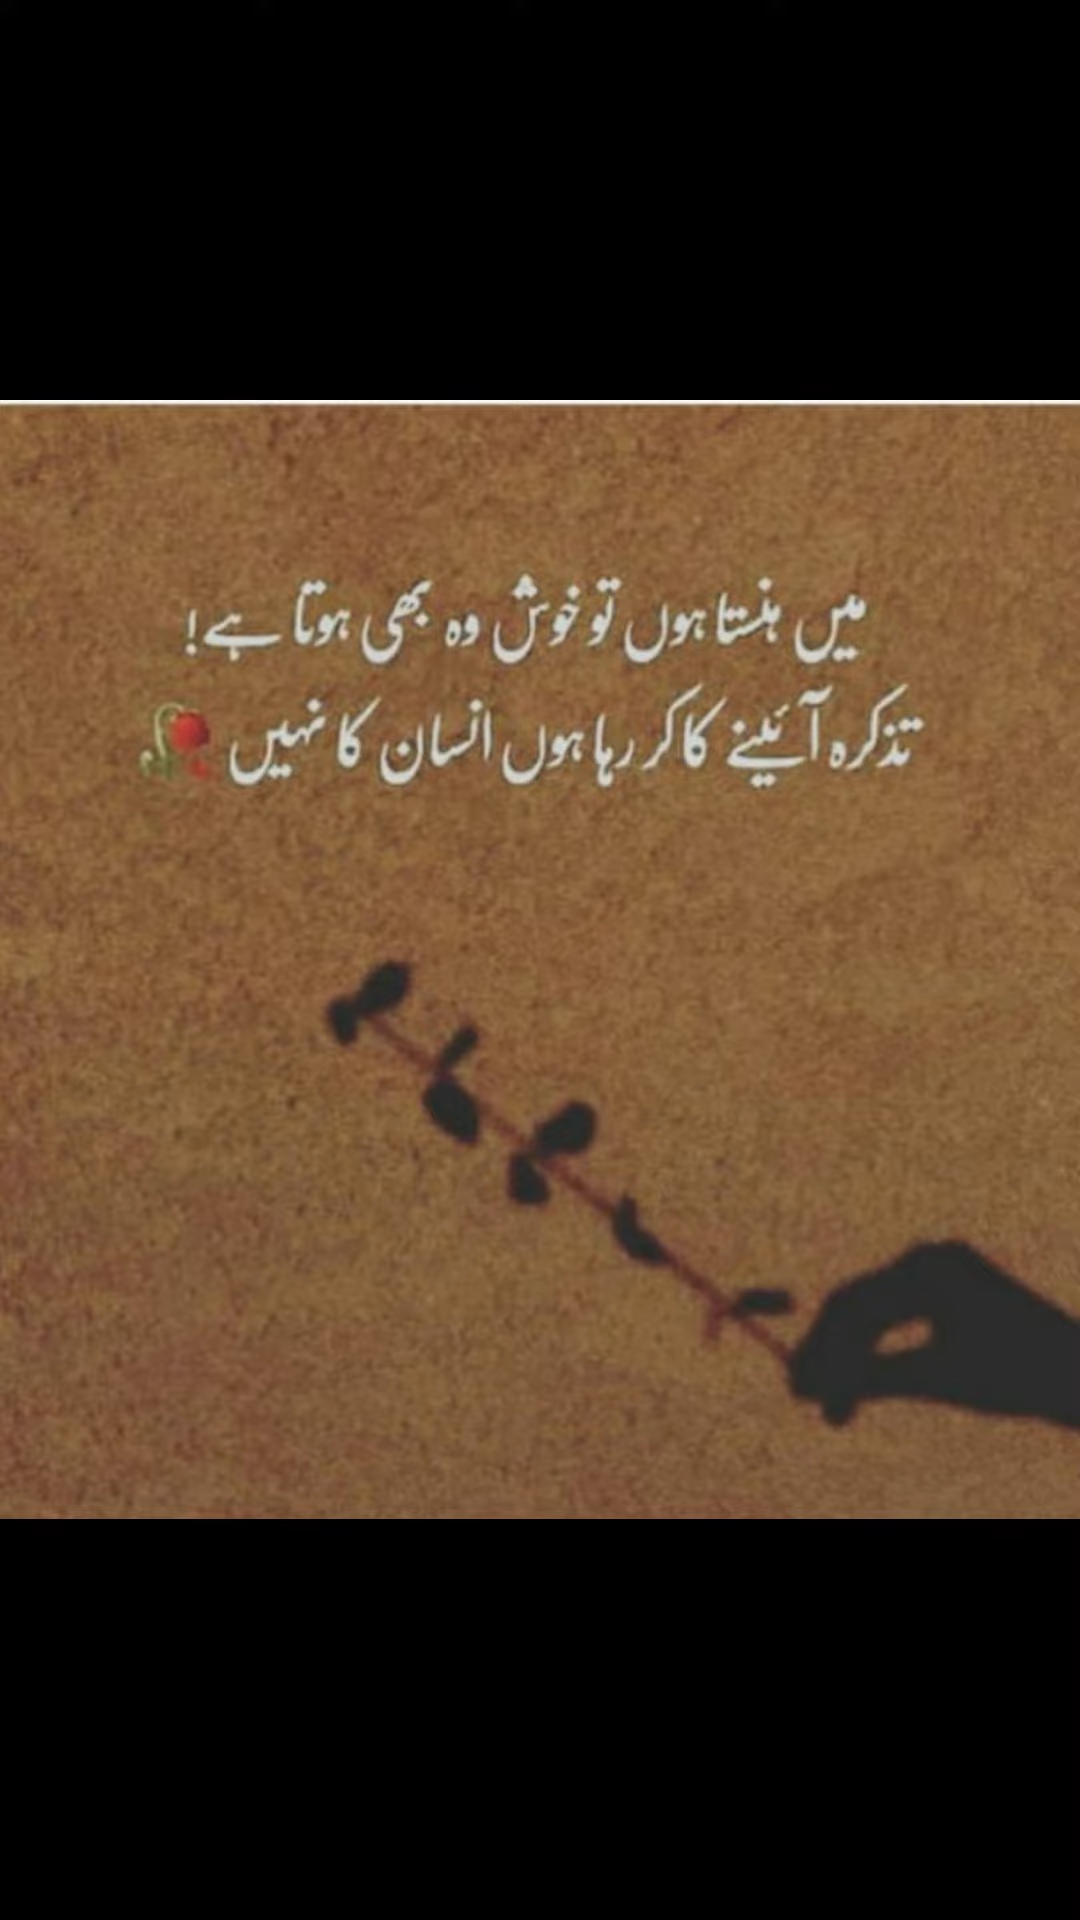 میں ہنستا ہوں تو خوش وہ بھی ہوتا ہے!
تذکرہ آئینے کا کر رہا ہوں انسان کا نہیں 🥀